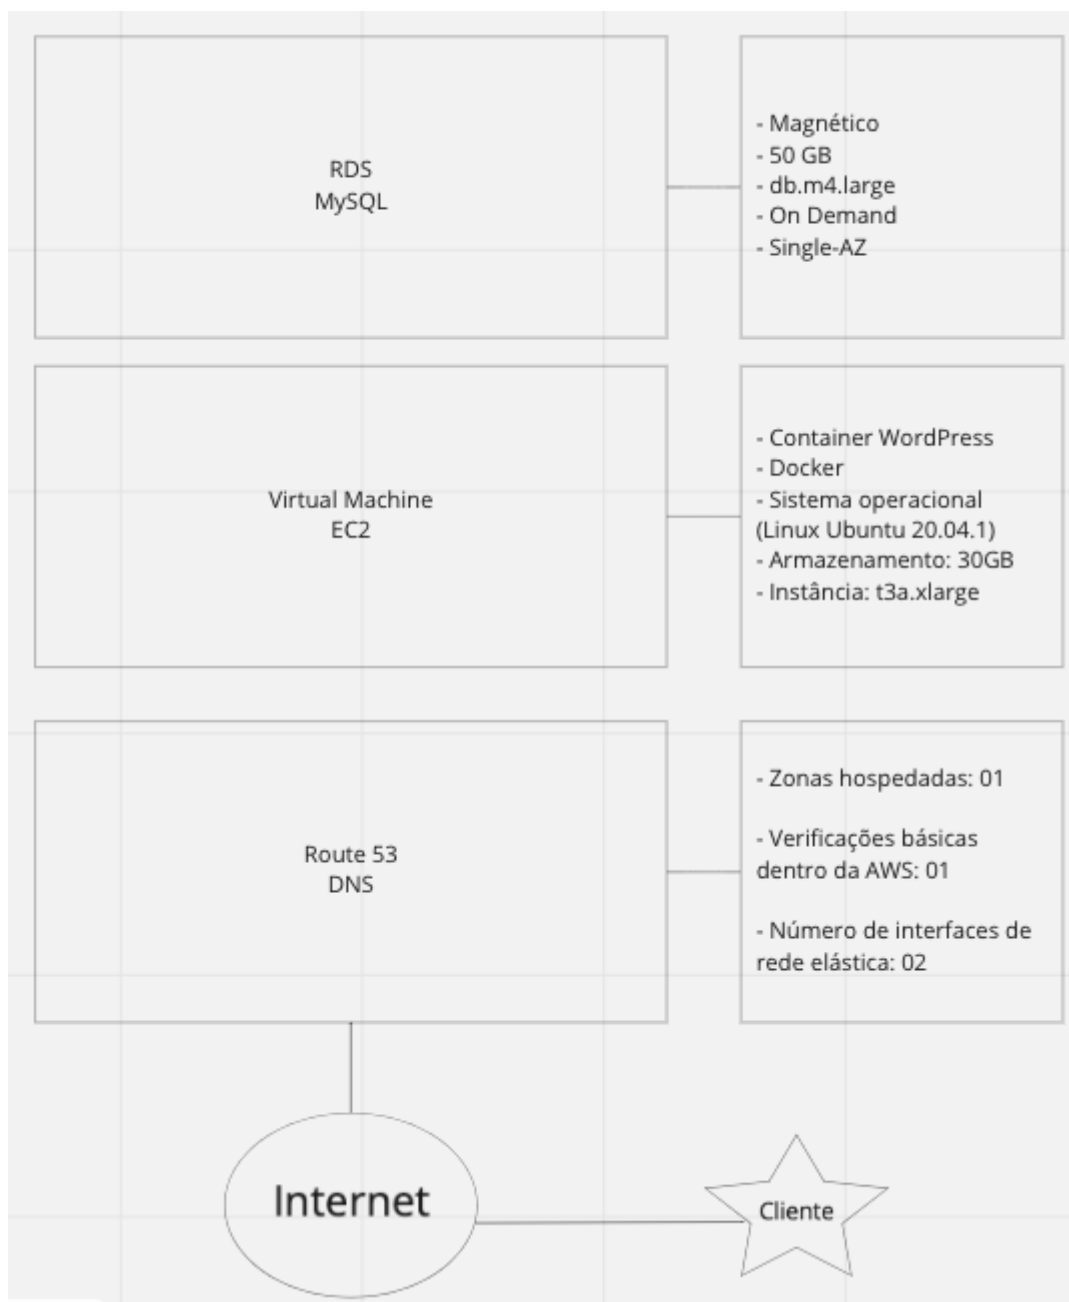 RDS
MySQL
- Magnético
- 50 GB
- db.m4.large
- On Demand
- Single-AZ
Virtual Machine
EC2
- Container WordPress
- Docker
- Sistema operacional
(Linux Ubuntu 20.04.1)
- Armazenamento: 30GB
- Instância: t3a.xlarge
Route 53
DNS
- Zonas hospedadas: 01
- Verificações básicas
dentro da AWS: 01
- Número de interfaces de
rede elástica: 02
Internet
Cliente